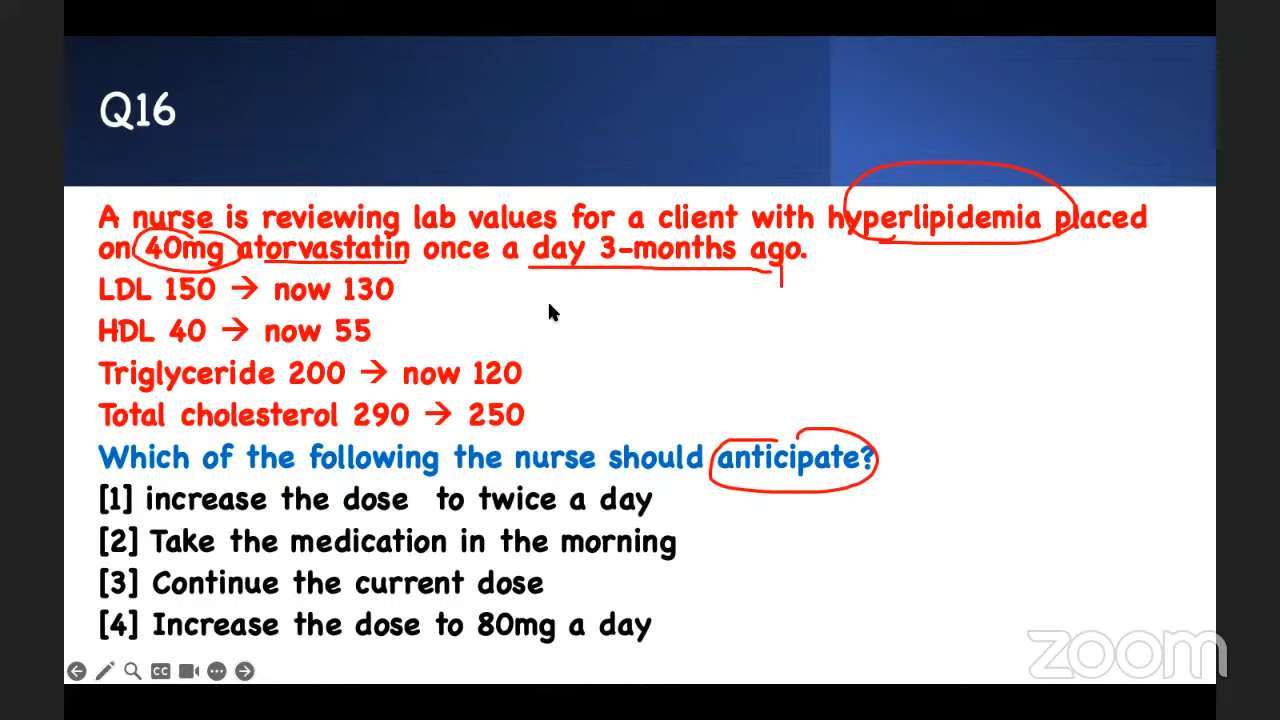 Q16
A nurse is reviewing lab values for a client with hyperlipidemia placed
on 40mg atorvastatin once a day 3-months ago.
LDL 150 → now 130
HDL 40 → now 55
Triglyceride 200 → now 120
Total cholesterol 290 → 250
Which of the following the nurse should anticipate?
[1] increase the dose  to twice a day
[2] Take the medication in the morning
[3] Continue the current dose
[4] Increase the dose to 80mg a day
CC
zoom